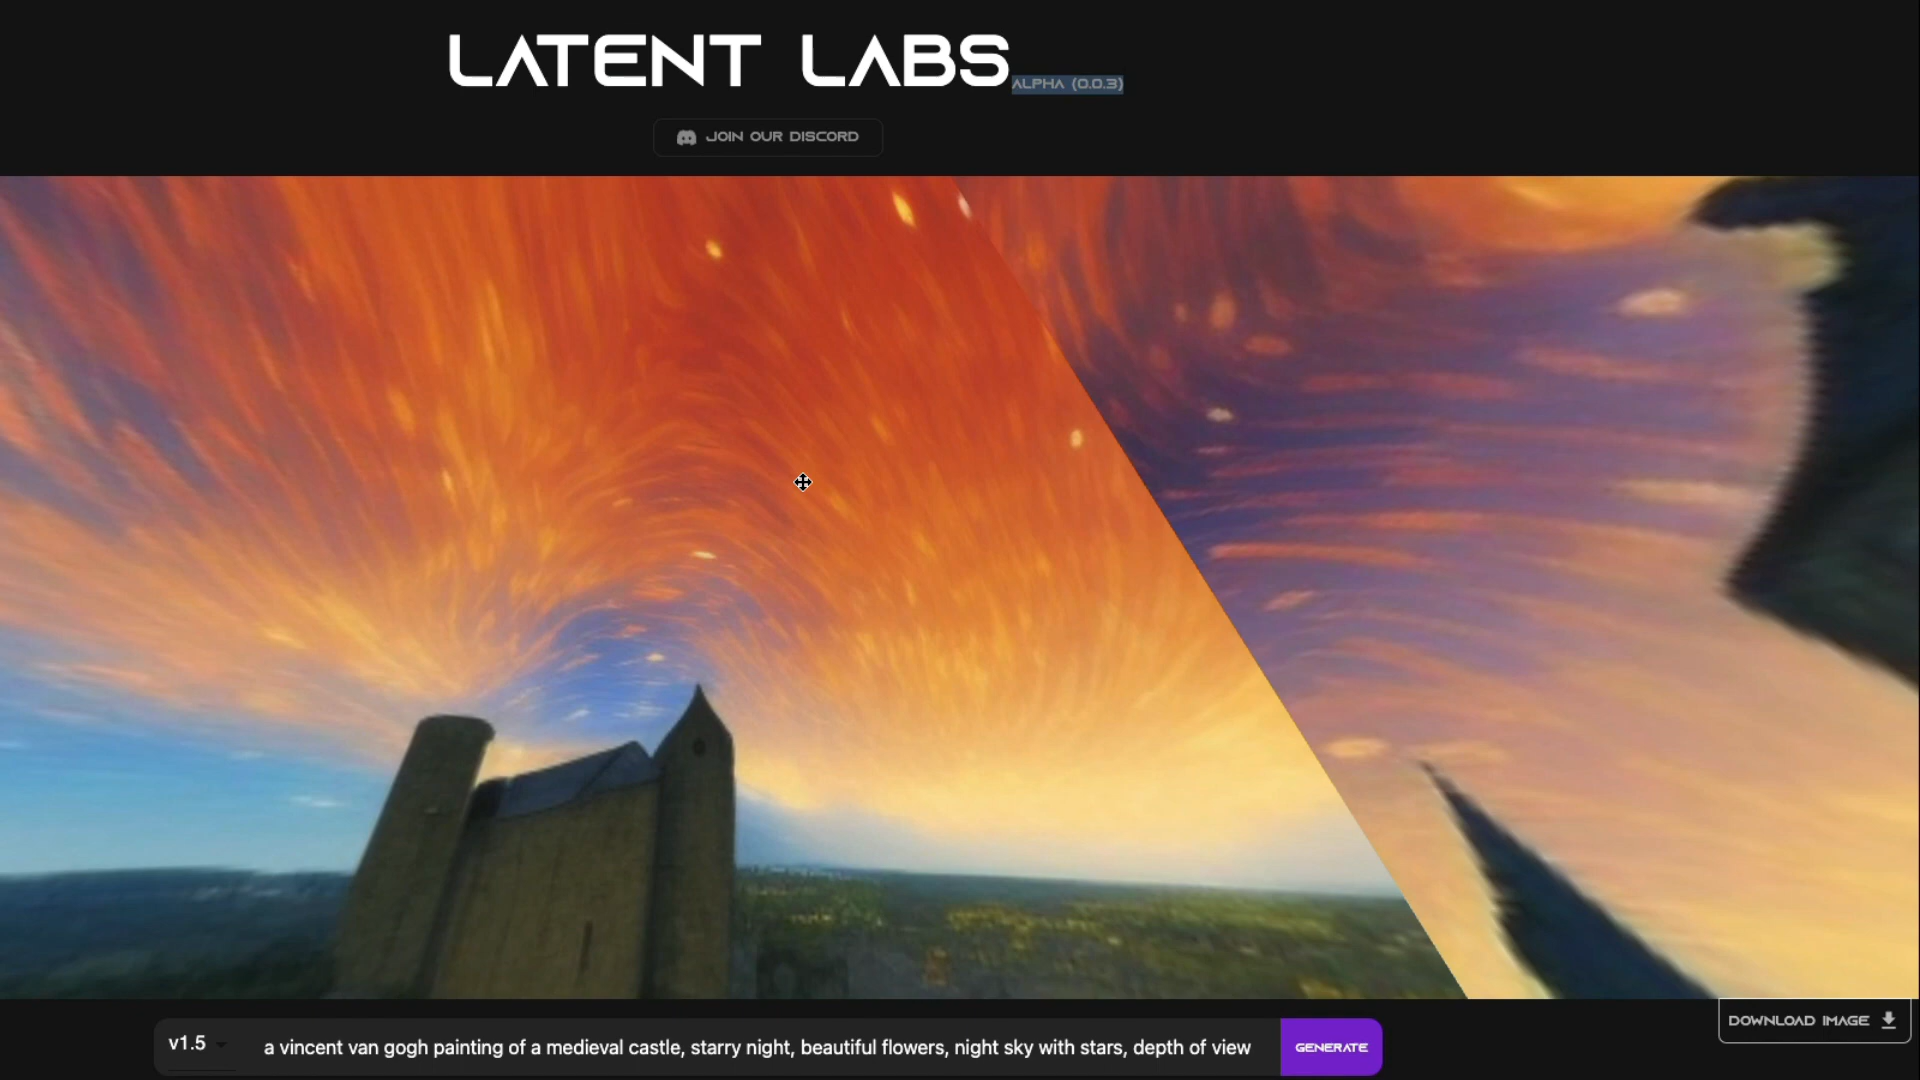 LATENT LABS
ALPHA (0.0.3)
JOIN OUR DISCORD
DOWNLOAD IMAGE
v1.5
a vincent van gogh painting of a medieval castle, starry night, beautiful flowers, night sky with stars, depth of view
GENERATE